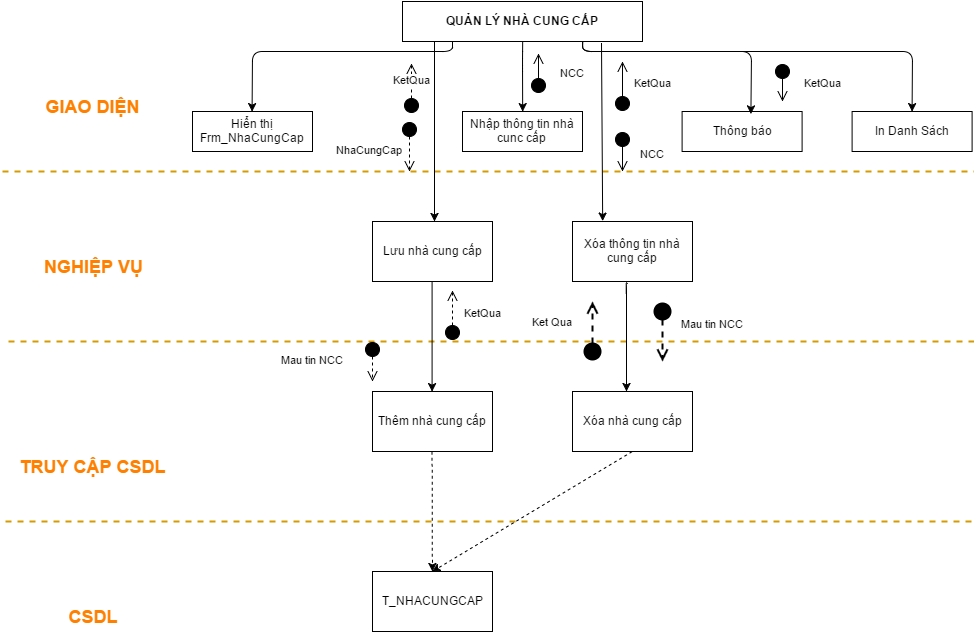 QUẢN LÝ NHÀ CUNG CẤP
GIAO DIỆN
Hiển thị
Frm_NhaCungCap
KetQua
NhaCungCap
Nhập thông tin nhà
cunc cấp
NCC
KetQua
NCC
Thông báo
KetQua
In Danh Sách
NGHIỆP VỤ
Lưu nhà cung cấp
Xóa thông tin nhà
cung cấp
KetQua
Mau tin NCC
Ket Qua
Mau tin NCC
TRUY CẬP CSDL
Thêm nhà cung cấp
Xóa nhà cung cấp
CSDL
T_NHACUNGCAP